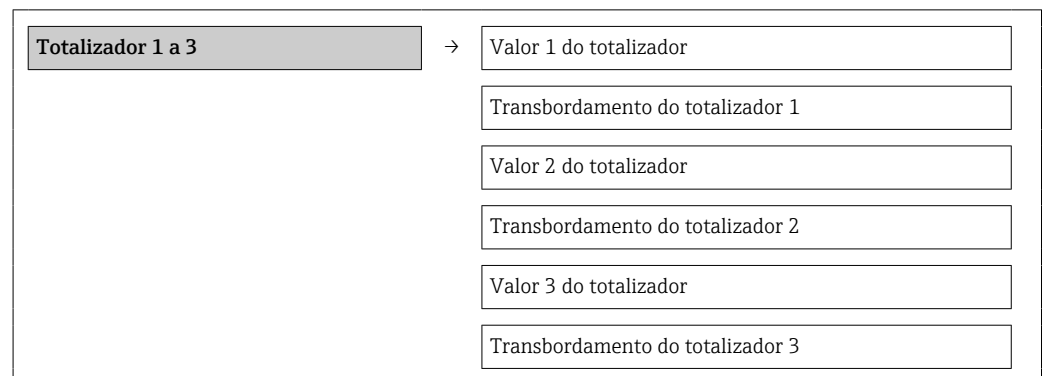 Totalizador 1 a 3 → Valor 1 do totalizador
Transbordamento do totalizador 1
Valor 2 do totalizador
Transbordamento do totalizador 2
Valor 3 do totalizador
Transbordamento do totalizador 3